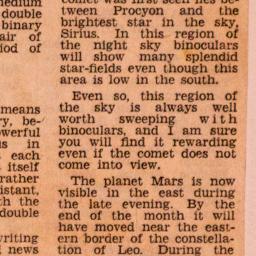 medium
double
binary
air of
iod of
means
ry, be-
owerful
us in
each
itself
rather
istant,
th the
double
writing
news
comet was first seen lies be-
tween Procyon and the
brightest star in the sky,
Sirius. In this region of
the night sky binoculars
will show many splendid
star-fields even though this
area is low in the south.
Even so, this region of
the sky is always well
worth sweeping with
binoculars, and I am sure
you will find it rewarding
even if the comet does not
come into view.
The planet Mars is now
visible in the east during
the late evening. By the
end of the month it will
have moved near the east-
ern border of the constella-
tion of Leo. During the